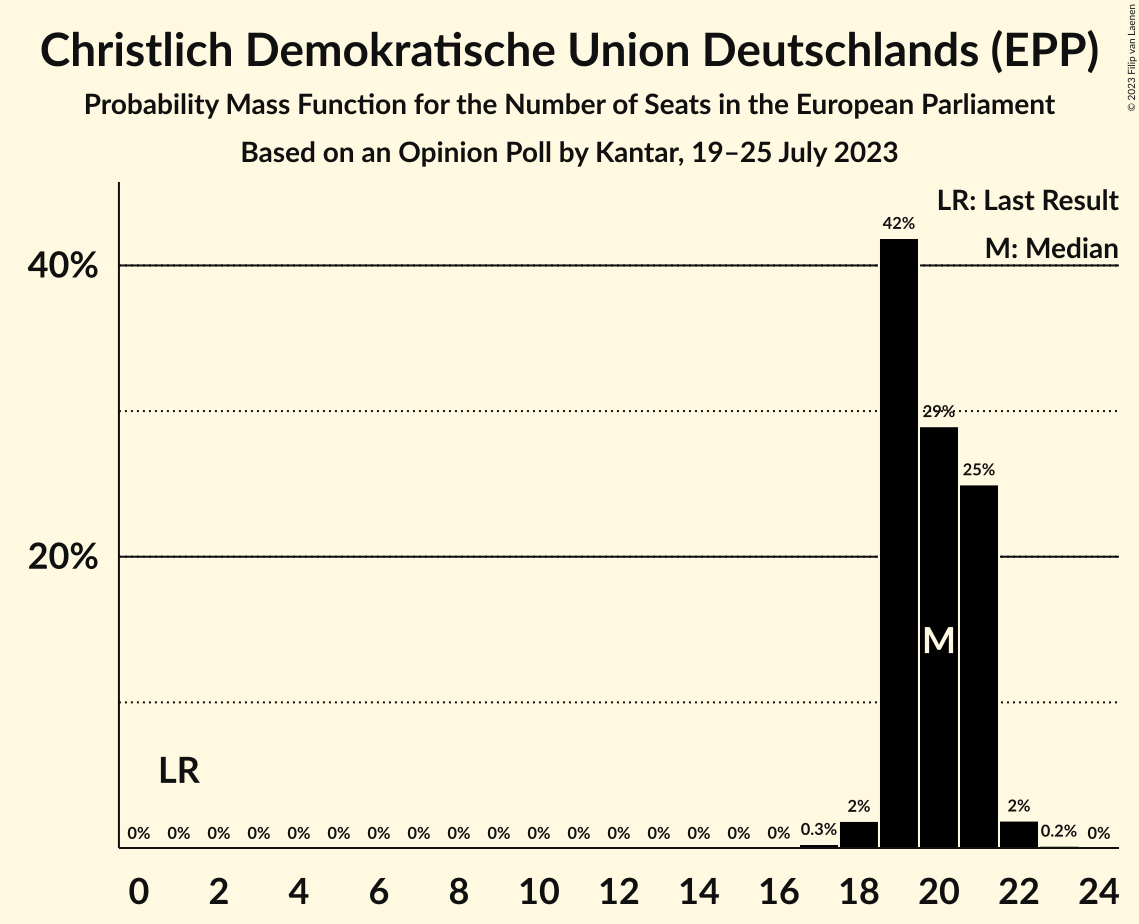 Christlich Demokratische Union Deutschlands (EPP)
Probability Mass Function for the Number of Seats in the European Parliament
Based on an Opinion Poll by Kantar, 19–25 July 2023
© 2023 Filip van Laenen
LR: Last Result
M: Median
42%
40%
29%
25%
20%
M
LR
0% 0% 0% 0% 0% 0% 0% 0% 0% 0% 0% 0% 0% 0% 0% 0% 0% 0.3% 2% 2% 0.2% 0%
0 2 4 6 8 10 12 14 16 18 20 22 24